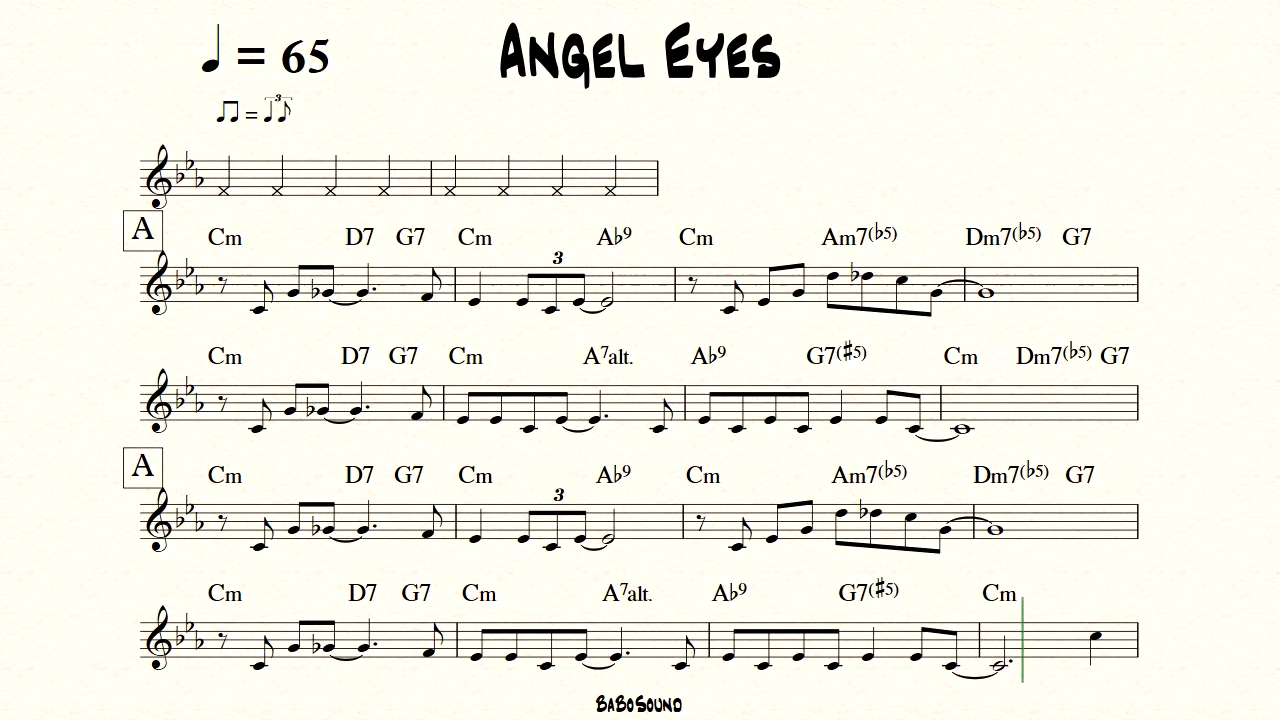 ♩ = 65
ANGEL EYES
♫ = ♩♪ 3
A
Cm D7 G7 Cm A♭9 Cm Am7(♭5) Dm7(♭5) G7
3
Cm D7 G7 Cm A7alt. A♭9 G7(♯5) Cm Dm7(♭5) G7
A
Cm D7 G7 Cm A♭9 Cm Am7(♭5) Dm7(♭5) G7
3
Cm D7 G7 Cm A7alt. A♭9 G7(♯5) Cm
BABOSOUND